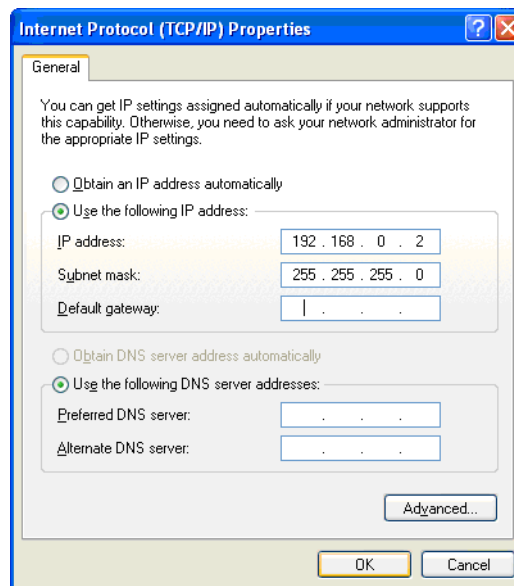 Internet Protocol (TCP/IP) Properties
General
You can get IP settings assigned automatically if your network supports
this capability. Otherwise, you need to ask your network administrator for
the appropriate IP settings.
Obtain an IP address automatically
Use the following IP address:
IP address: 192 . 168 . 0 . 2
Subnet mask: 255 . 255 . 255 . 0
Default gateway: . . .
Obtain DNS server address automatically
Use the following DNS server addresses:
Preferred DNS server: . . .
Alternate DNS server: . . .
Advanced...
OK Cancel